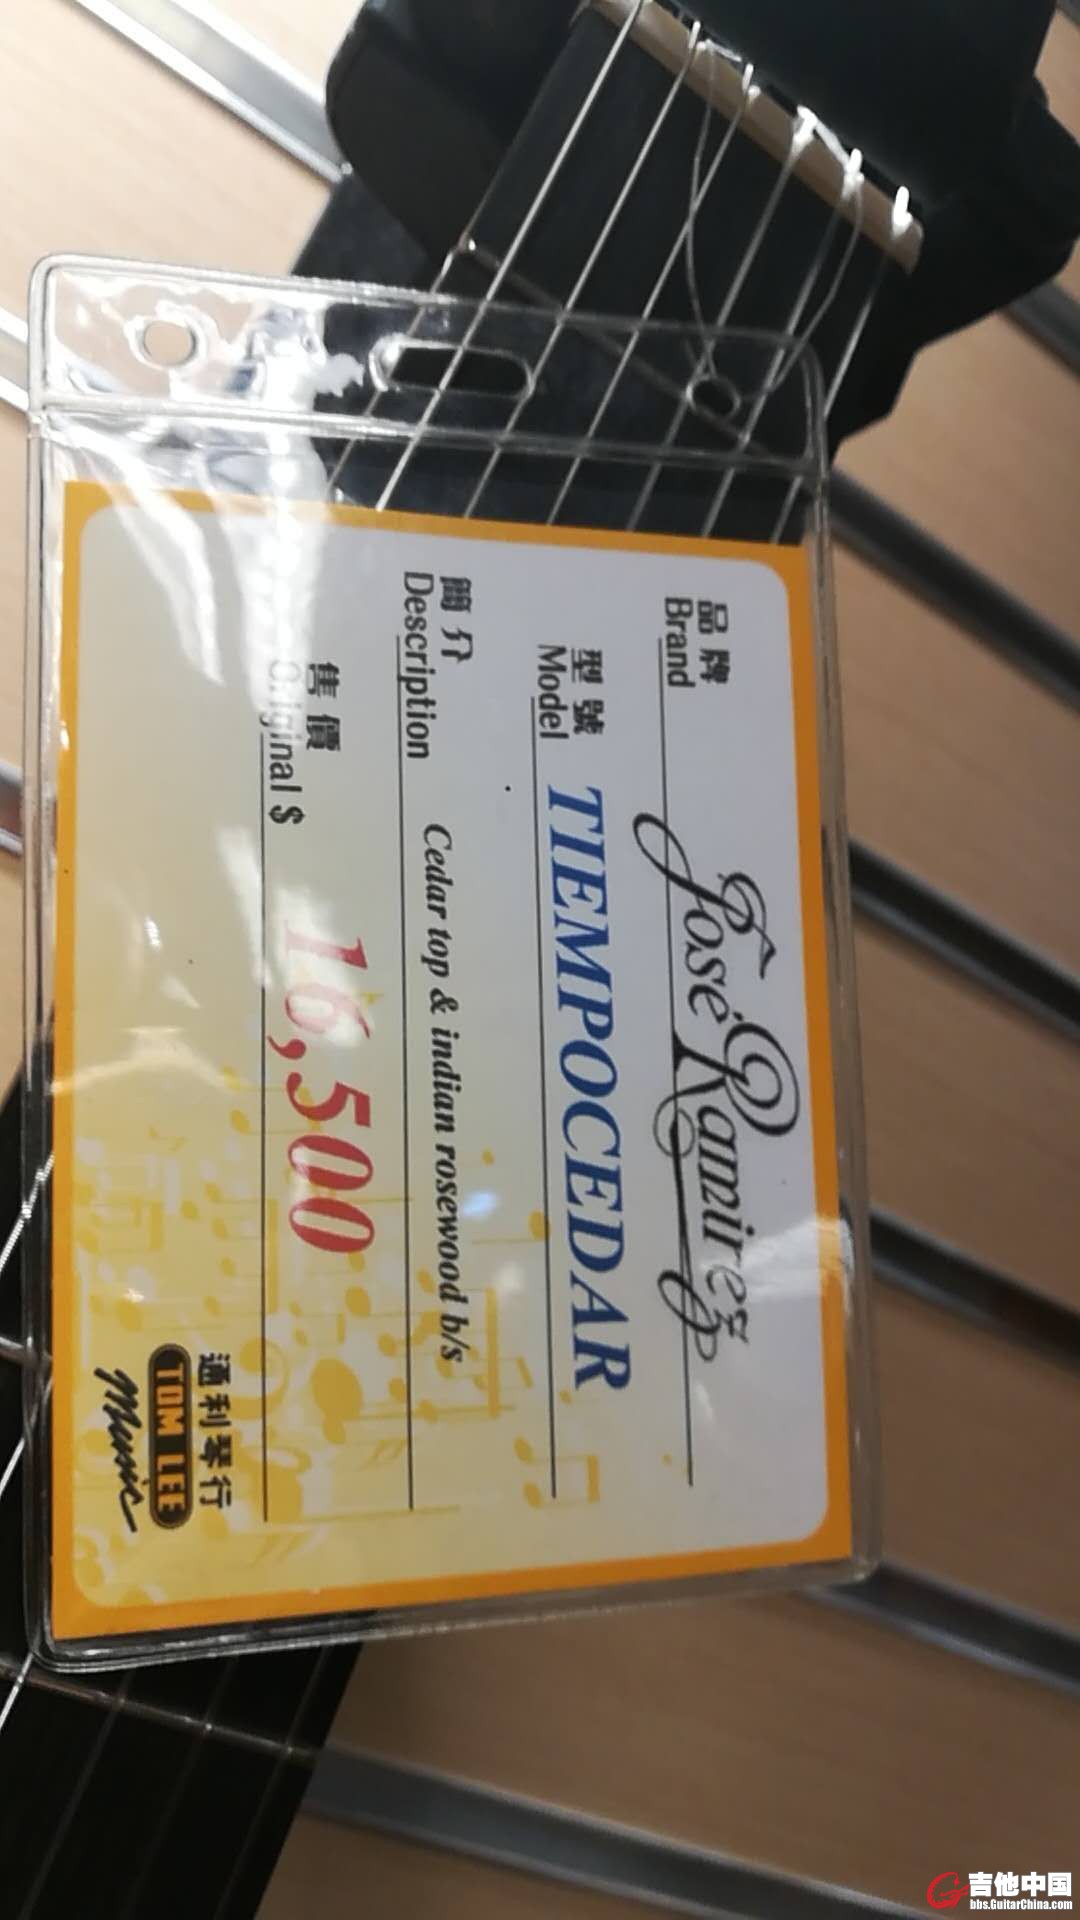 品牌
Brand
José Ramírez
型號
Model
TIEMPOCEDAR
簡介
Description
Cedar top & indian rosewood b/s
售價
Original $
16,500
通利琴行
TOM LEE
Music
吉他中国
bbs.GuitarChina.com